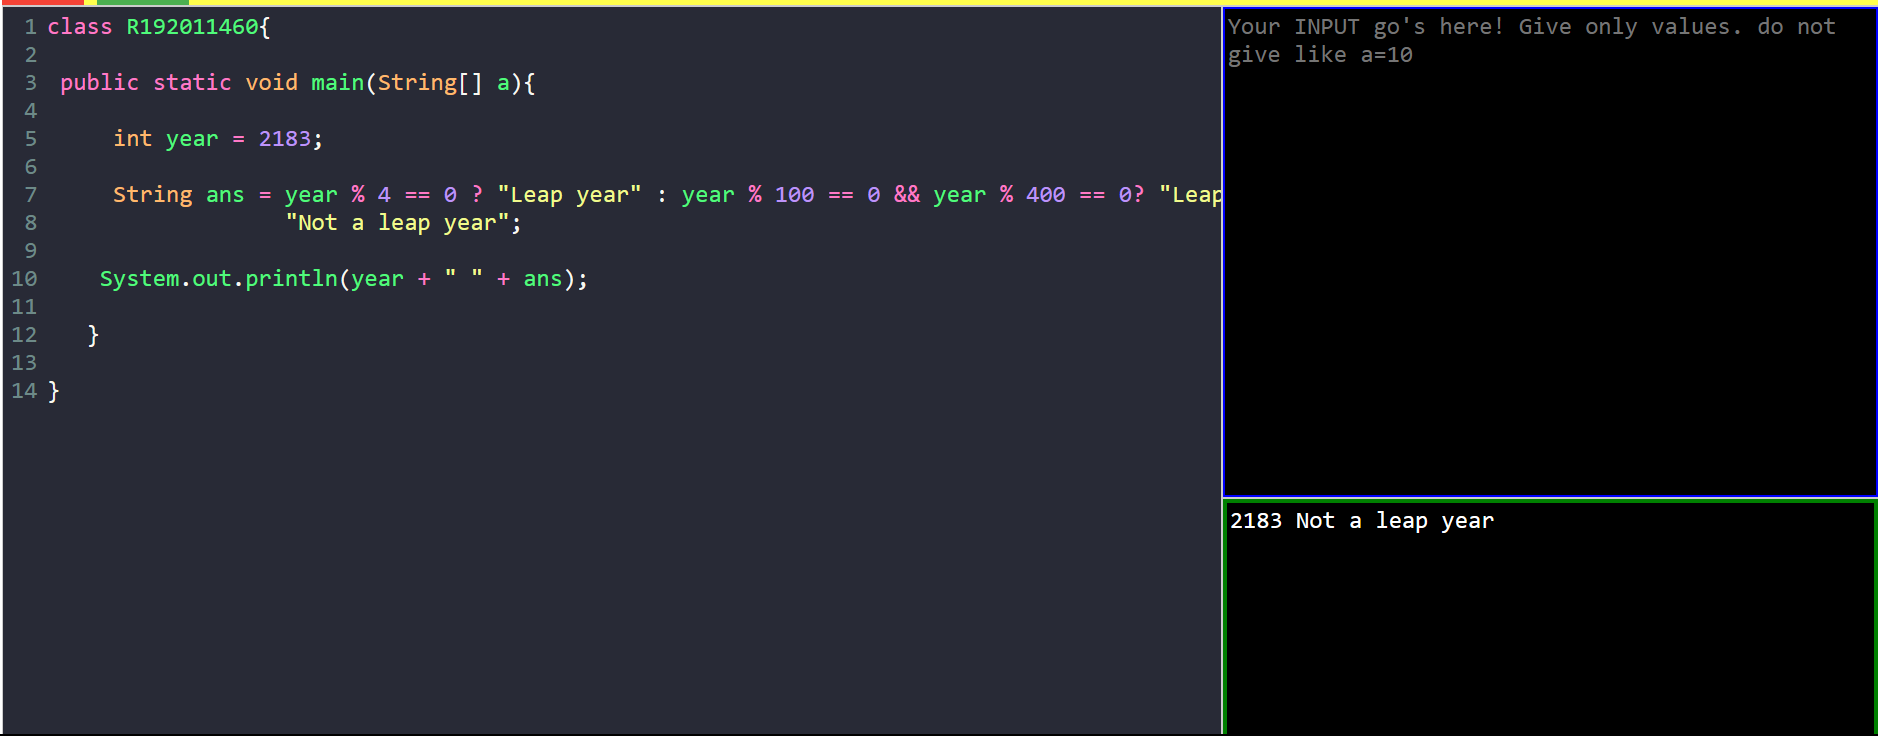 1 class R192011460{
2
3 public static void main(String[] a){
4
5 int year = 2183;
6
7 String ans = year % 4 == 0 ? "Leap year" : year % 100 == 0 && year % 400 == 0? "Leap
8 "Not a leap year";
9
10 System.out.println(year + " " + ans);
11
12 }
13
14 }
Your INPUT go's here! Give only values. do not
give like a=10
2183 Not a leap year